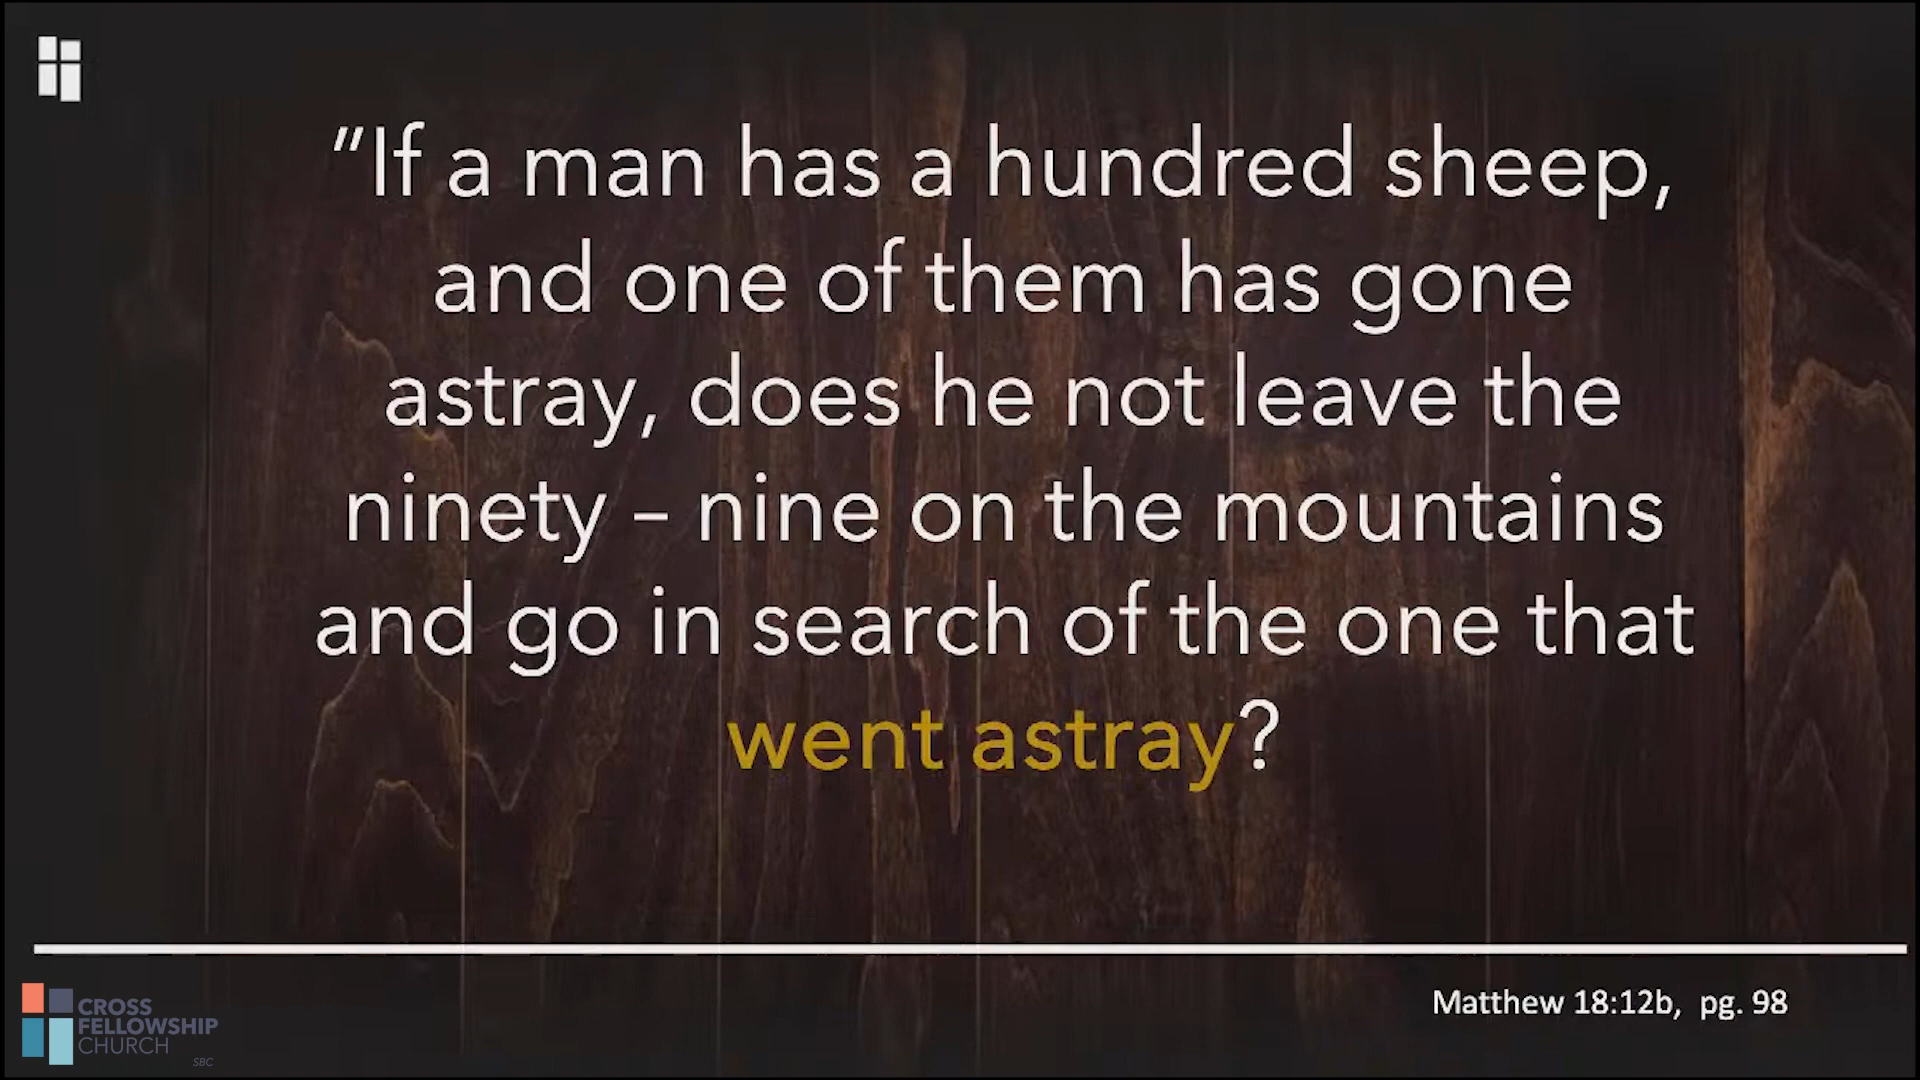 "If a man has a hundred sheep,
and one of them has gone
astray, does he not leave the
ninety – nine on the mountains
and go in search of the one that
went astray?
Matthew 18:12b, pg. 98
CROSS
FELLOWSHIP
CHURCH
SBC